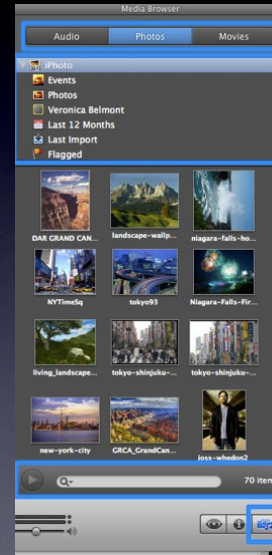 Media Browser
Audio Photos Movies
iPhoto
Events
Photos
Veronica Belmont
Last 12 Months
Last Import
Flagged
DAR GRAND CAN... landscape-wallp... niagara-falls-ho...
NYTimeSq tokyo93 Niagara-Falls-Fir...
living_landscape... tokyo-shinjuku-... tokyo-shinjuku-...
new-york-city GRCA_GrandCan... joss-whedon2
70 item